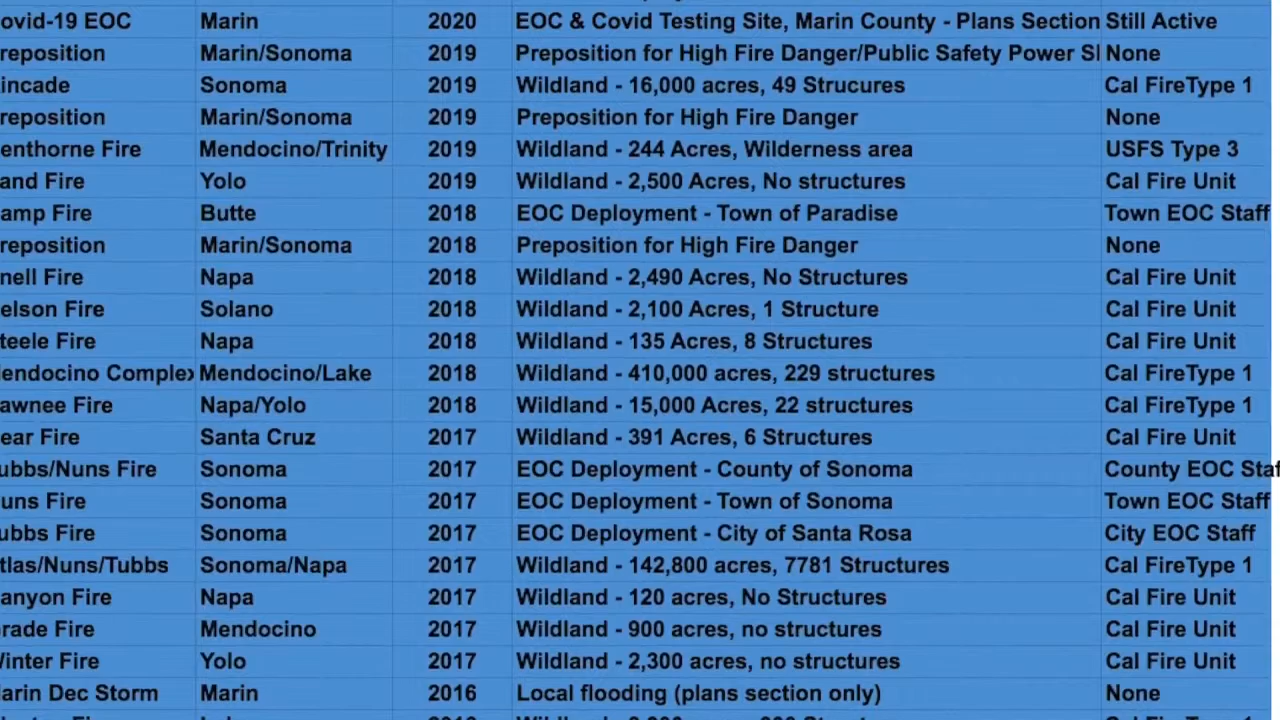 ovid-19 EOC Marin 2020 EOC & Covid Testing Site, Marin County - Plans Section Still Active
reposition Marin/Sonoma 2019 Preposition for High Fire Danger/Public Safety Power Sl None
incade Sonoma 2019 Wildland - 16,000 acres, 49 Strucures Cal FireType 1
reposition Marin/Sonoma 2019 Preposition for High Fire Danger None
enthorne Fire Mendocino/Trinity 2019 Wildland - 244 Acres, Wilderness area USFS Type 3
and Fire Yolo 2019 Wildland - 2,500 Acres, No structures Cal Fire Unit
amp Fire Butte 2018 EOC Deployment - Town of Paradise Town EOC Staff
reposition Marin/Sonoma 2018 Preposition for High Fire Danger None
nell Fire Napa 2018 Wildland - 2,490 Acres, No Structures Cal Fire Unit
elson Fire Solano 2018 Wildland - 2,100 Acres, 1 Structure Cal Fire Unit
teele Fire Napa 2018 Wildland - 135 Acres, 8 Structures Cal Fire Unit
endocino Complex Mendocino/Lake 2018 Wildland - 410,000 acres, 229 structures Cal FireType 1
awnee Fire Napa/Yolo 2018 Wildland - 15,000 Acres, 22 structures Cal FireType 1
ear Fire Santa Cruz 2017 Wildland - 391 Acres, 6 Structures Cal Fire Unit
ubbs/Nuns Fire Sonoma 2017 EOC Deployment - County of Sonoma County EOC Staf
uns Fire Sonoma 2017 EOC Deployment - Town of Sonoma Town EOC Staff
ubbs Fire Sonoma 2017 EOC Deployment - City of Santa Rosa City EOC Staff
tlas/Nuns/Tubbs Sonoma/Napa 2017 Wildland - 142,800 acres, 7781 Structures Cal FireType 1
anyon Fire Napa 2017 Wildland - 120 acres, No Structures Cal Fire Unit
rade Fire Mendocino 2017 Wildland - 900 acres, no structures Cal Fire Unit
inter Fire Yolo 2017 Wildland - 2,300 acres, no structures Cal Fire Unit
arin Dec Storm Marin 2016 Local flooding (plans section only) None